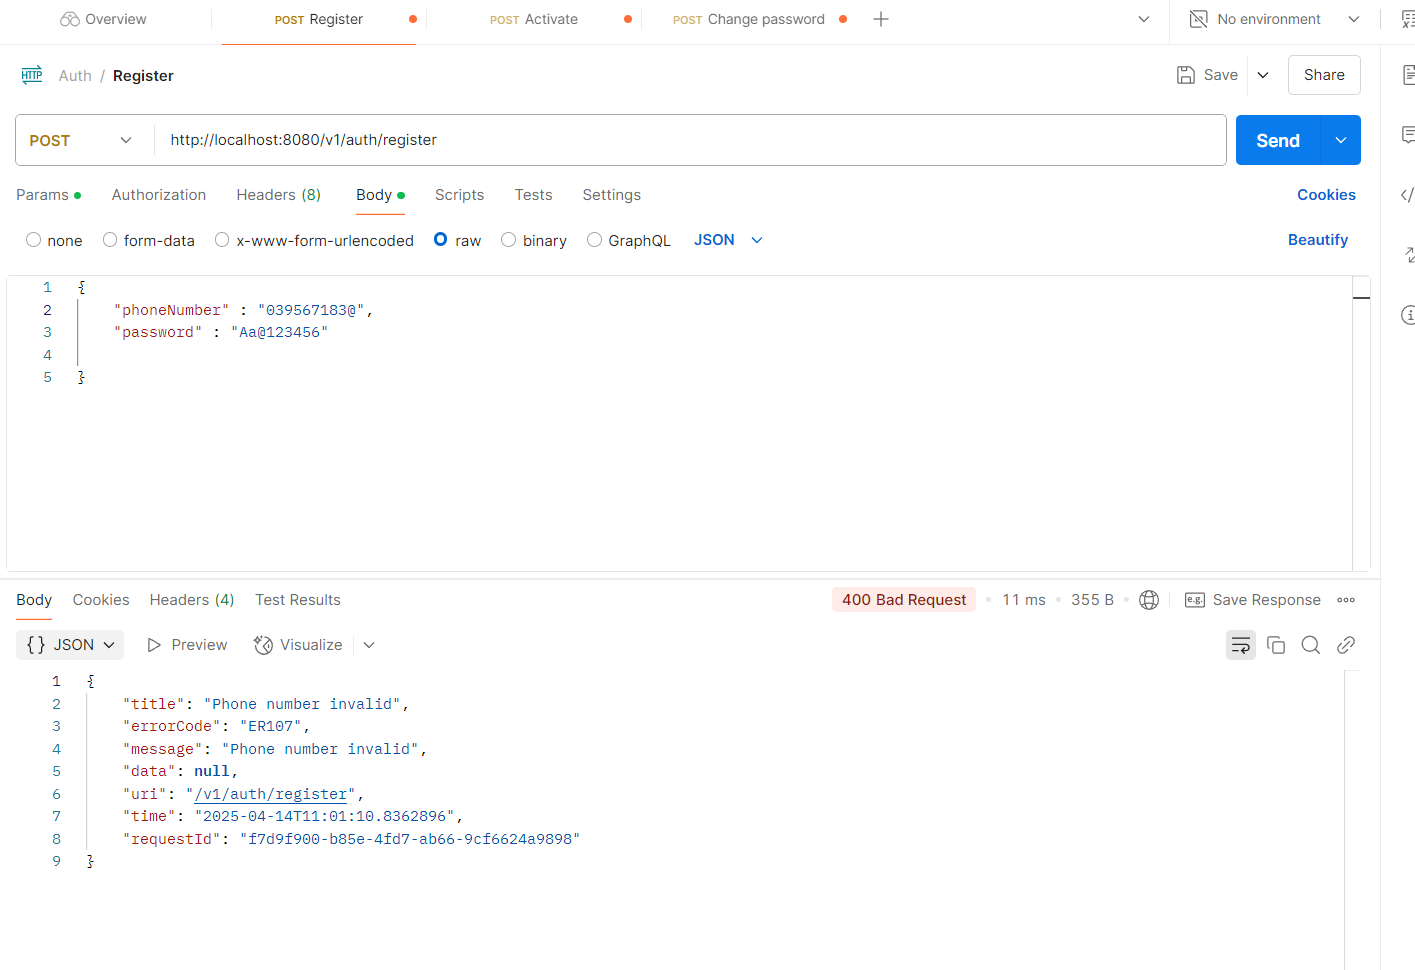 Overview
POST Register
POST Activate
POST Change password
No environment
HTTP Auth / Register
Save
Share
POST
http://localhost:8080/v1/auth/register
Send
Params
Authorization
Headers (8)
Body
Scripts
Tests
Settings
Cookies
none
form-data
x-www-form-urlencoded
raw
binary
GraphQL
JSON
Beautify
1 {
2 "phoneNumber" : "039567183@",
3 "password" : "Aa@123456"
4
5 }
Body
Cookies
Headers (4)
Test Results
400 Bad Request
11 ms
355 B
e.g. Save Response
{} JSON
Preview
Visualize
1 {
2 "title": "Phone number invalid",
3 "errorCode": "ER107",
4 "message": "Phone number invalid",
5 "data": null,
6 "uri": "/v1/auth/register",
7 "time": "2025-04-14T11:01:10.8362896",
8 "requestId": "f7d9f900-b85e-4fd7-ab66-9cf6624a9898"
9 }